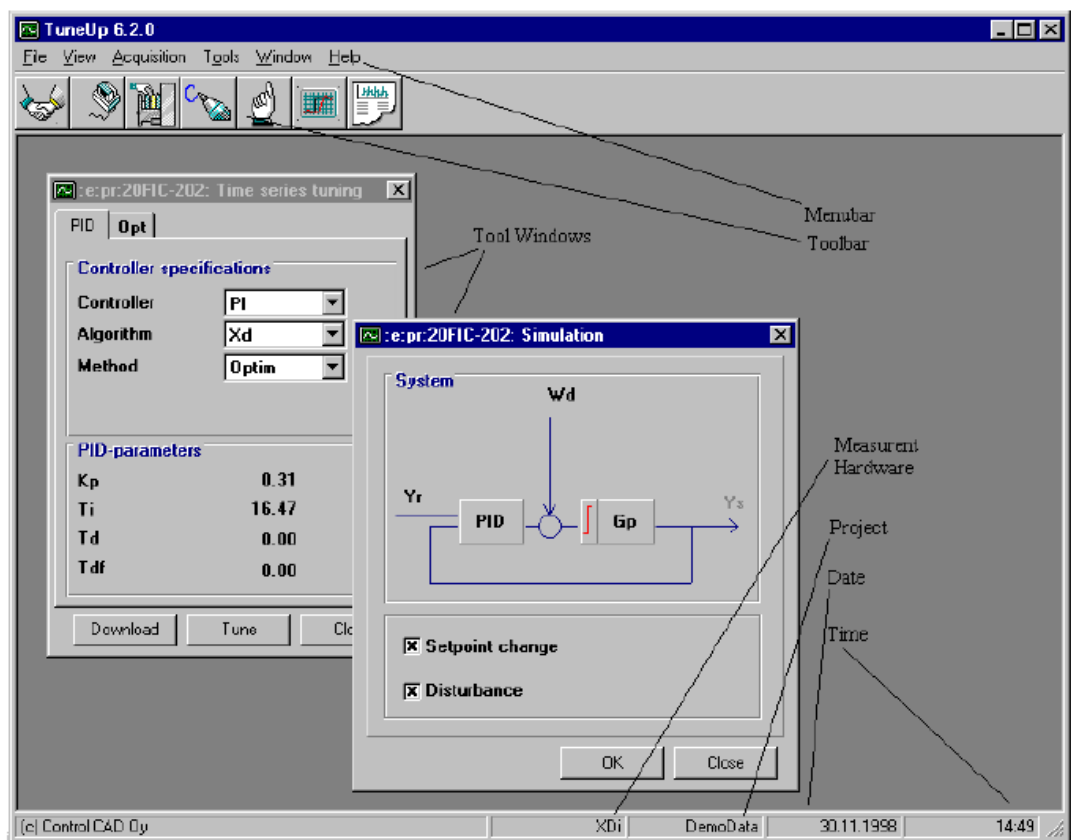 TuneUp 6.2.0
File View Acquisition Tools Window Help
C
:e:pr:20FIC-202: Time series tuning
Menubar
PID Opt
Tool Windows
Toolbar
Controller specifications
Controller PI
Algorithm Xd
Method Optim
:e:pr:20FIC-202: Simulation
System
Wd
PID-parameters
Kp 0.31
Ti 16.47
Td 0.00
Tdf 0.00
Measurent
Hardware
Yr
PID
Gp
Ys
Project
Date
Time
Download Tune Clo
Setpoint change
Disturbance
OK Close
(c) Control CAD Oy XDi DemoData 30.11.1998 14:49